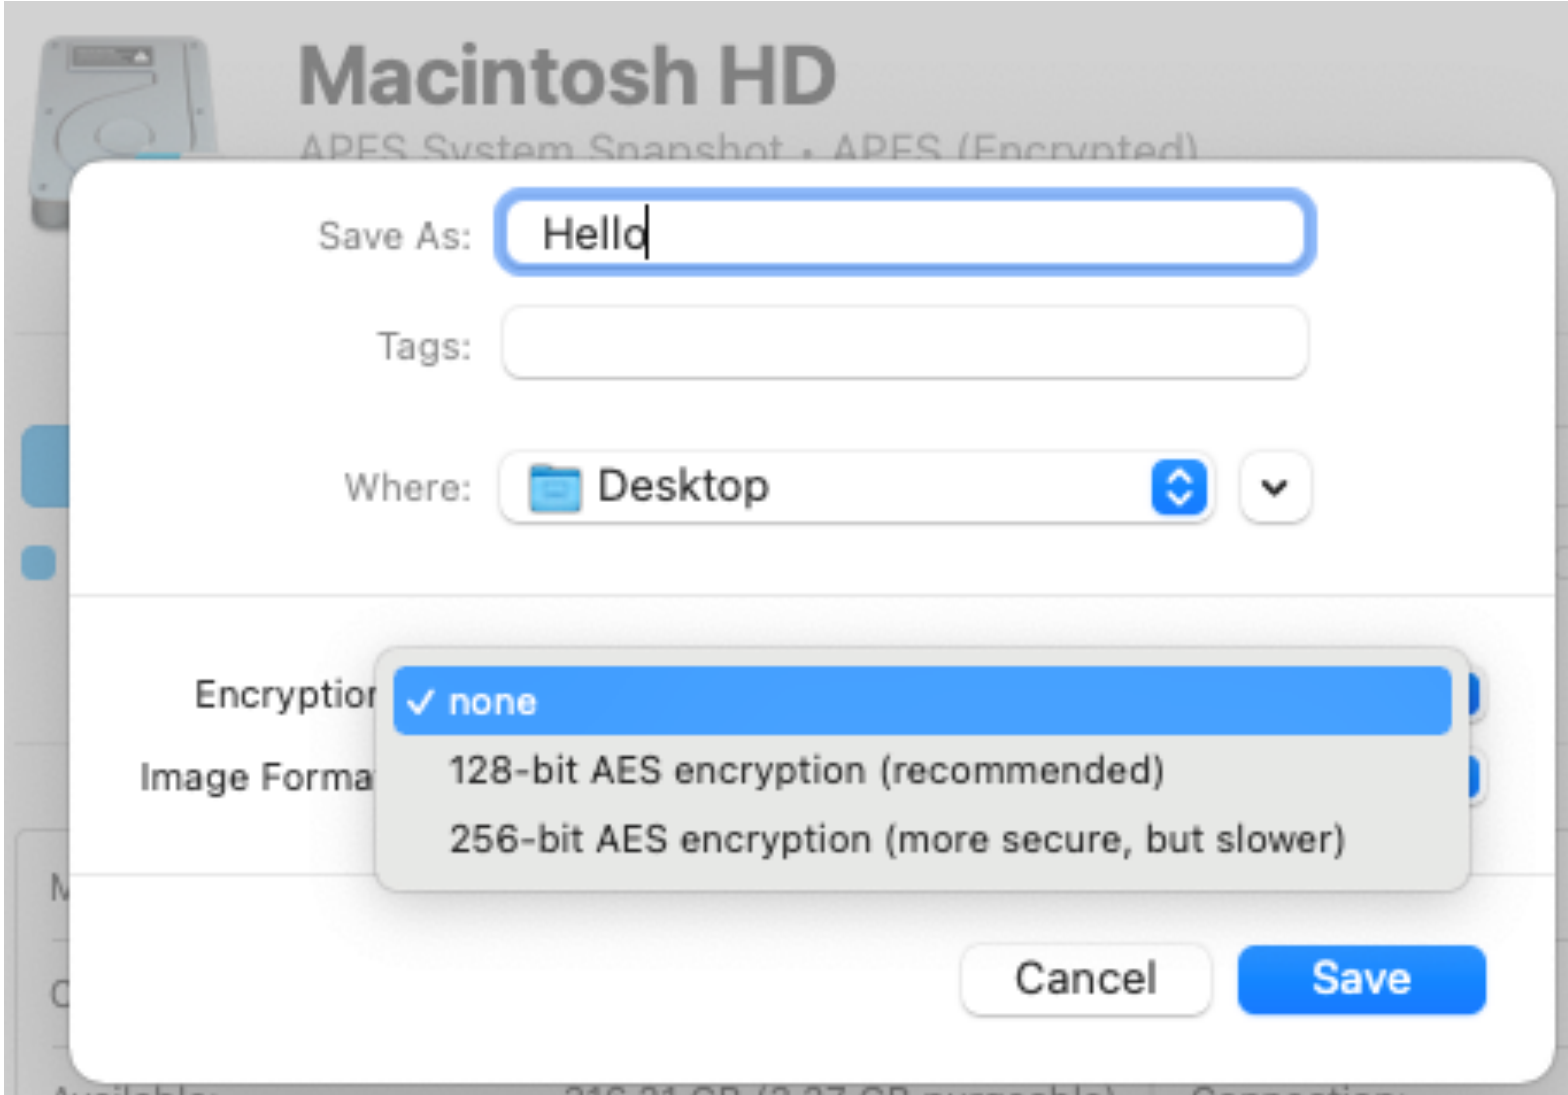 Macintosh HD
APFS System Snapshot • APFS (Encrypted)
Save As: Hello
Tags:
Where: Desktop
Encryption
none
128-bit AES encryption (recommended)
Image Forma
256-bit AES encryption (more secure, but slower)
Cancel Save